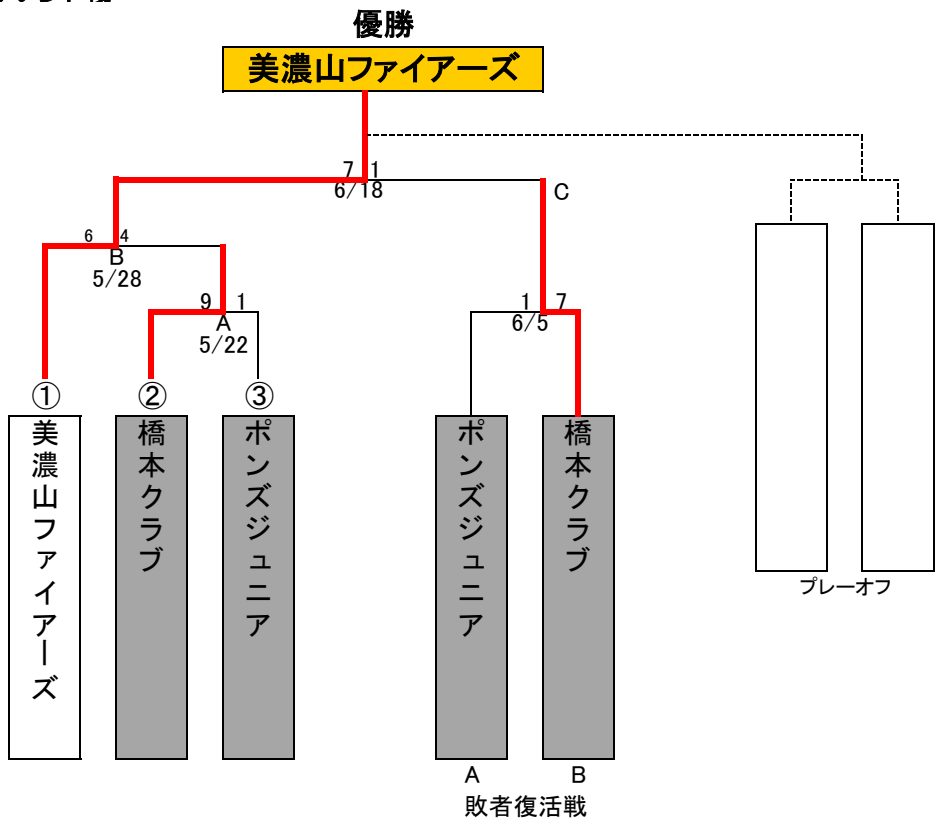 優勝
美濃山ファイアーズ
7 1
6/18
C
6 4
B
5/28
9 1
A
5/22
1 7
6/5
① ② ③
美濃山ファイアーズ
橋本クラブ
ポンズジュニア
ポンズジュニア
橋本クラブ
プレーオフ
A B
敗者復活戦